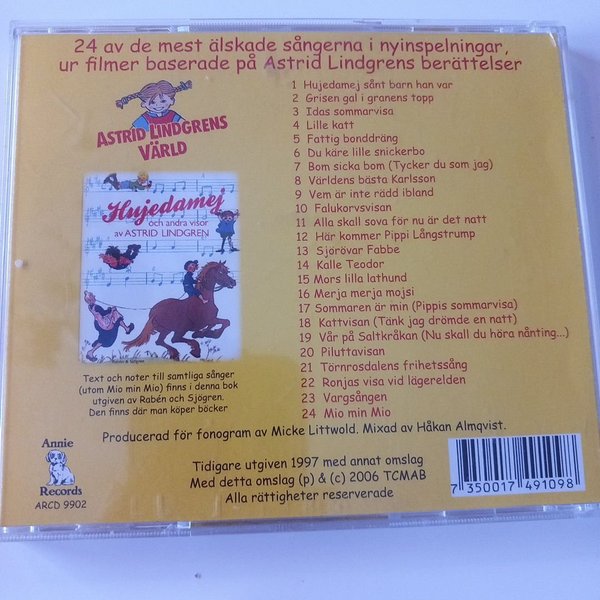 24 av de mest älskade sångerna i nyinspelningar,
ur filmer baserade på Astrid Lindgrens berättelser
ASTRID LINDGRENS
VÄRLD
Hujedamej
och andra visor
av ASTRID LINDGREN
Text och noter till samtliga sånger
(utom Mio min Mio) finns i denna bok
utgiven av Rabén och Sjögren.
Den finns där man köper böcker
1 Hujedamej sånt barn han var
2 Grisen gal i granens topp
3 Idas sommarvisa
4 Lille katt
5 Fattig bonddräng
6 Du käre lille snickerbo
7 Bom sicka bom (Tycker du som jag)
8 Världens bästa Karlsson
9 Vem är inte rädd ibland
10 Falukorvsvisan
11 Alla skall sova för nu är det natt
12 Här kommer Pippi Långstrump
13 Sjörövar Fabbe
14 Kalle Teodor
15 Mors lilla lathund
16 Merja merja mojsi
17 Sommaren är min (Pippis sommarvisa)
18 Kattvisan (Tänk jag drömde en natt)
19 Vår på Saltkråkan (Nu skall du höra nånting...)
20 Piluttavisan
21 Törnrosdalens frihetssång
22 Ronjas visa vid lägerelden
23 Vargsången
24 Mio min Mio
Producerad för fonogram av Micke Littwold. Mixad av Håkan Almqvist.
Annie
Records
ARCD 9902
Tidigare utgiven 1997 med annat omslag
Med detta omslag (p) & (c) 2006 TCMAB
Alla rättigheter reserverade
7 350017 491098